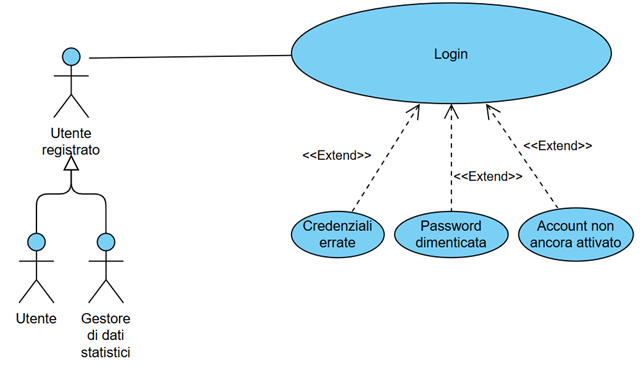 Login
Utente
registrato
<<Extend>>
<<Extend>>
<<Extend>>
Credenziali
errate
Password
dimenticata
Account non
ancora attivato
Utente
Gestore
di dati
statistici